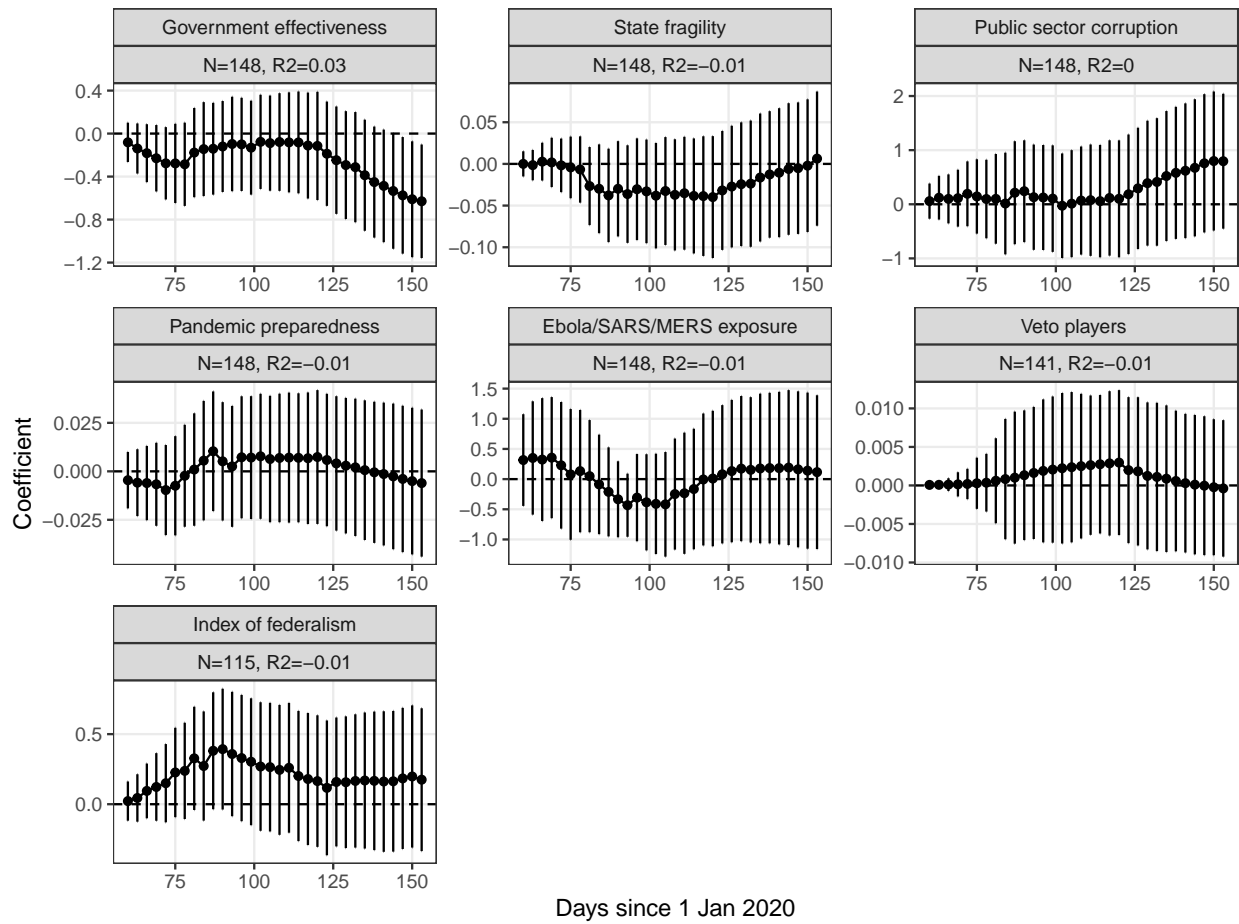 Government effectiveness
N=148, R2=0.03
0.4
0.0
−0.4
−0.8
−1.2
75 100 125 150
State fragility
N=148, R2=−0.01
0.05
0.00
−0.05
−0.10
75 100 125 150
Public sector corruption
N=148, R2=0
2
1
0
−1
75 100 125 150
Pandemic preparedness
N=148, R2=−0.01
0.025
0.000
−0.025
75 100 125 150
Ebola/SARS/MERS exposure
N=148, R2=−0.01
1.5
1.0
0.5
0.0
−0.5
−1.0
75 100 125 150
Veto players
N=141, R2=−0.01
0.010
0.005
0.000
−0.005
−0.010
75 100 125 150
Index of federalism
N=115, R2=−0.01
0.5
0.0
75 100 125 150
Coefficient
Days since 1 Jan 2020